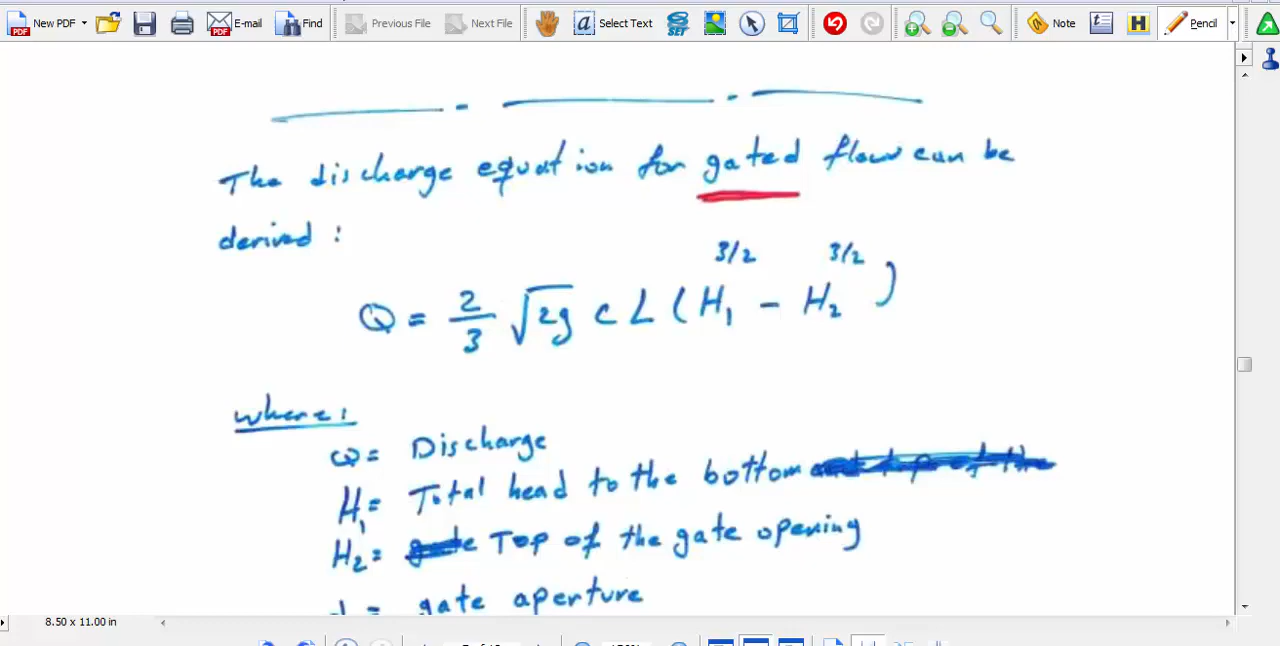 New PDF E-mail Find Previous File Next File Select Text Note Pencil
The discharge equation for gated flow can be
derived :
Q = 2/3 √2g C L (H₁^3/2 - H₂^3/2)
where:
Q = Discharge
H₁= Total head to the bottom
H₂= Top of the gate opening
d = gate aperture
8.50 x 11.00 in